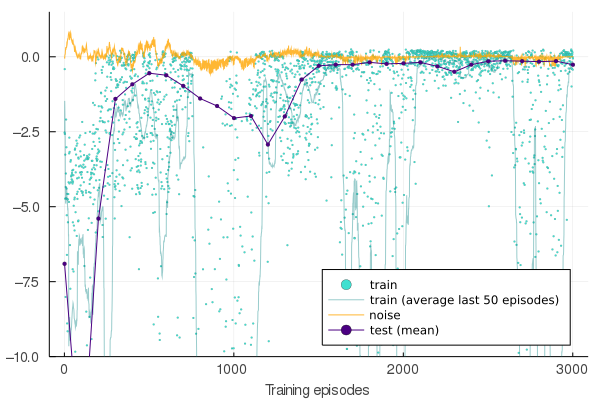 0.0
−2.5
−5.0
−7.5
−10.0
train
train (average last 50 episodes)
noise
test (mean)
0 1000 2000 3000
Training episodes